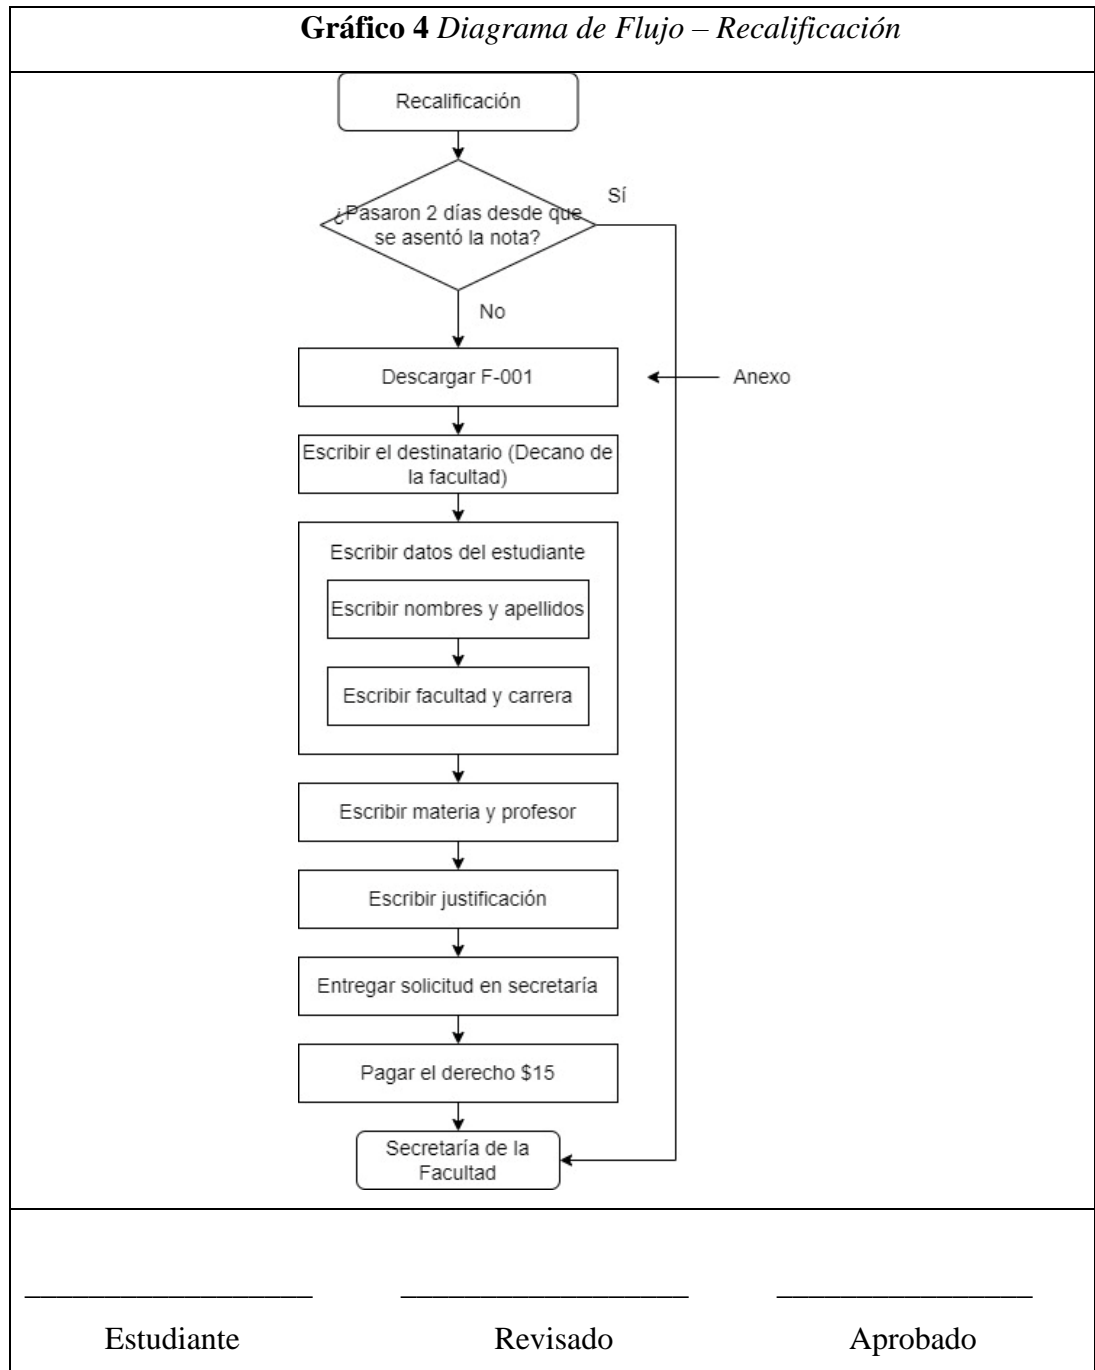 Gráfico 4 Diagrama de Flujo – Recalificación
Recalificación
Sí
¿Pasaron 2 días desde que
se asentó la nota?
No
Descargar F-001
Anexo
Escribir el destinatario (Decano de
la facultad)
Escribir datos del estudiante
Escribir nombres y apellidos
Escribir facultad y carrera
Escribir materia y profesor
Escribir justificación
Entregar solicitud en secretaría
Pagar el derecho $15
Secretaría de la
Facultad
Estudiante
Revisado
Aprobado